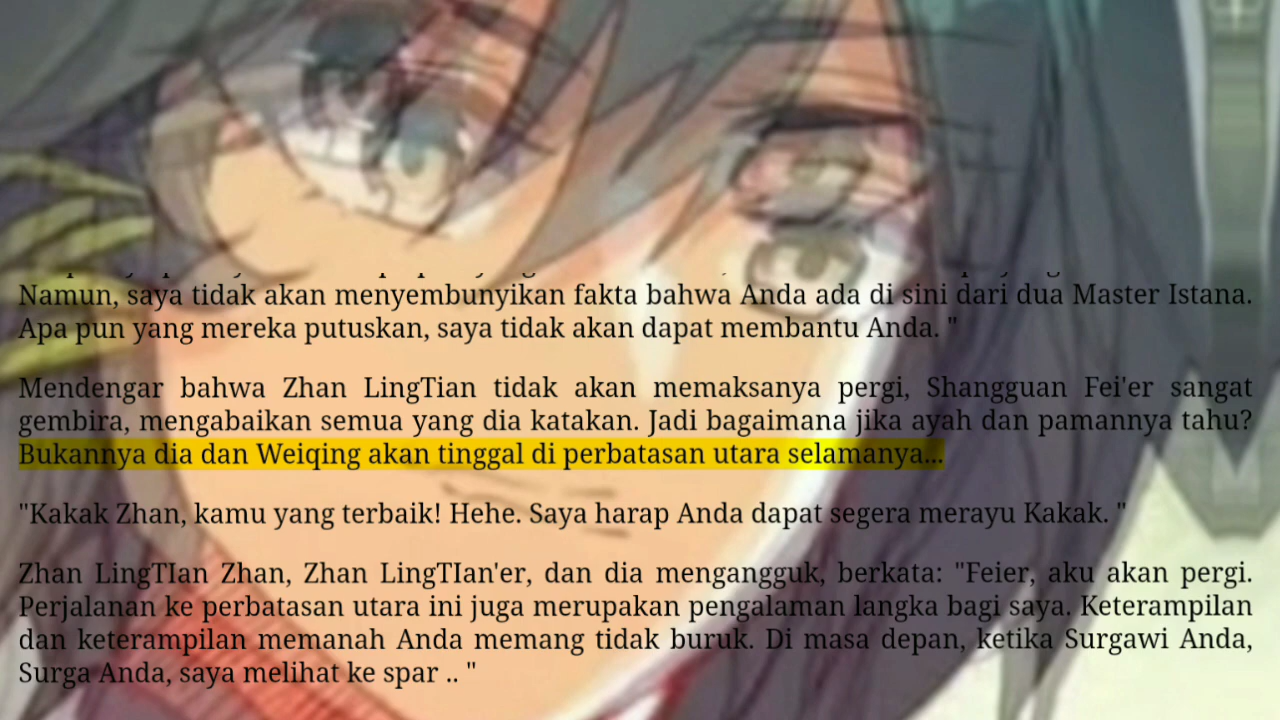 Namun, saya tidak akan menyembunyikan fakta bahwa Anda ada di sini dari dua Master Istana.
Apa pun yang mereka putuskan, saya tidak akan dapat membantu Anda. "
Mendengar bahwa Zhan LingTian tidak akan memaksanya pergi, Shangguan Fei'er sangat
gembira, mengabaikan semua yang dia katakan. Jadi bagaimana jika ayah dan pamannya tahu?
Bukannya dia dan Weiqing akan tinggal di perbatasan utara selamanya...
"Kakak Zhan, kamu yang terbaik! Hehe. Saya harap Anda dapat segera merayu Kakak. "
Zhan LingTIan Zhan, Zhan LingTIan'er, dan dia mengangguk, berkata: "Feier, aku akan pergi.
Perjalanan ke perbatasan utara ini juga merupakan pengalaman langka bagi saya. Keterampilan
dan keterampilan memanah Anda memang tidak buruk. Di masa depan, ketika Surgawi Anda,
Surga Anda, saya melihat ke spar .. "